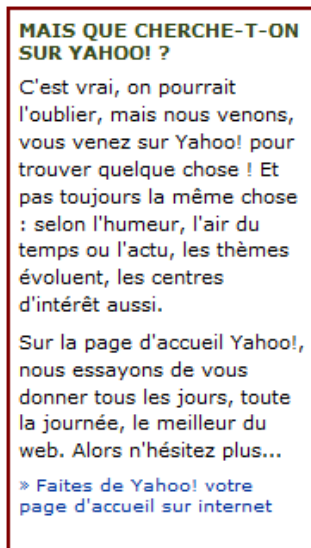 MAIS QUE CHERCHE-T-ON
SUR YAHOO! ?
C'est vrai, on pourrait
l'oublier, mais nous venons,
vous venez sur Yahoo! pour
trouver quelque chose ! Et
pas toujours la même chose
: selon l'humeur, l'air du
temps ou l'actu, les thèmes
évoluent, les centres
d'intérêt aussi.
Sur la page d'accueil Yahoo!,
nous essayons de vous
donner tous les jours, toute
la journée, le meilleur du
web. Alors n'hésitez plus...
» Faites de Yahoo! votre
page d'accueil sur internet